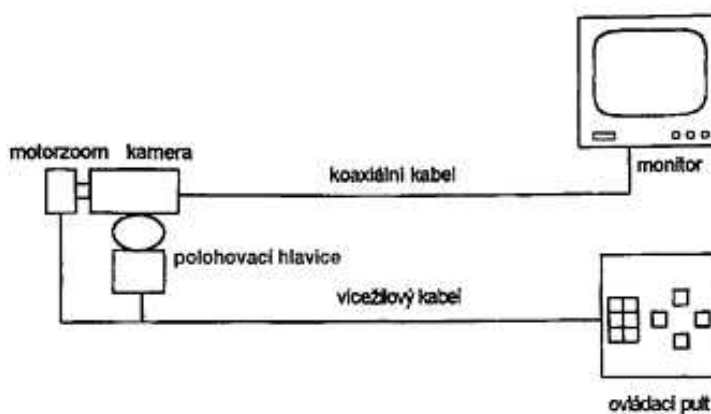 motorzoom kamera
koaxiální kabel
monitor
polohovací hlavice
vícežilový kabel
ovládací pult